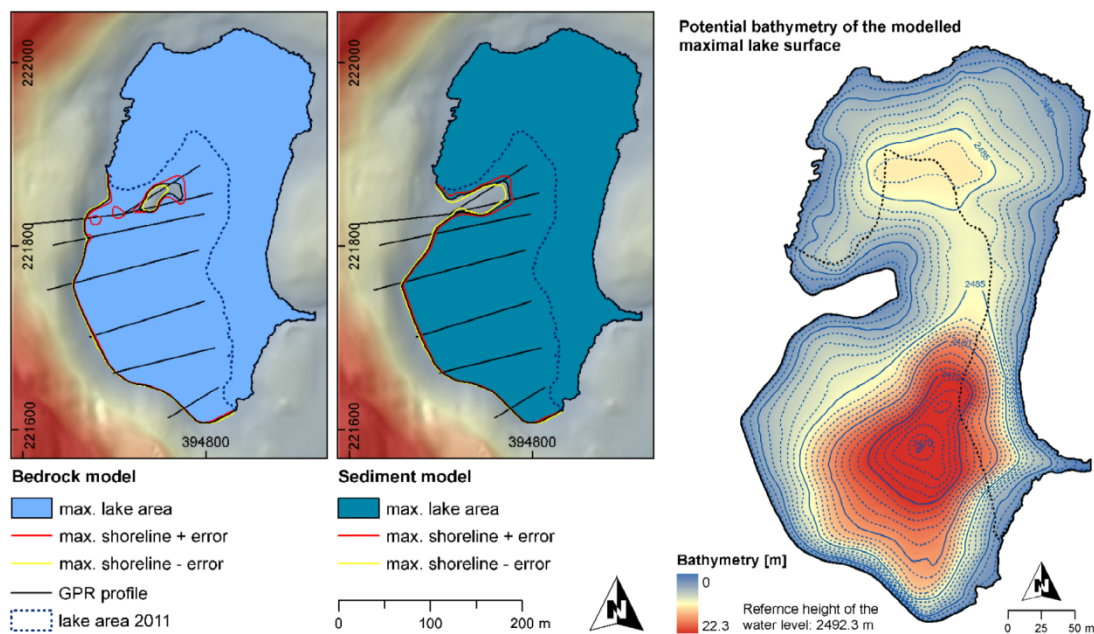 222000
221800
221600
394800
Bedrock model
max. lake area
max. shoreline + error
max. shoreline - error
GPR profile
lake area 2011
394800
Sediment model
max. lake area
max. shoreline + error
max. shoreline - error
0
100
200 m
N
222000
221800
221600
Potential bathymetry of the modelled
maximal lake surface
2490
2485
2485
2480
2470
Bathymetry [m]
0
22.3
Refernce height of the
water level: 2492.3 m
N
0
25
50 m